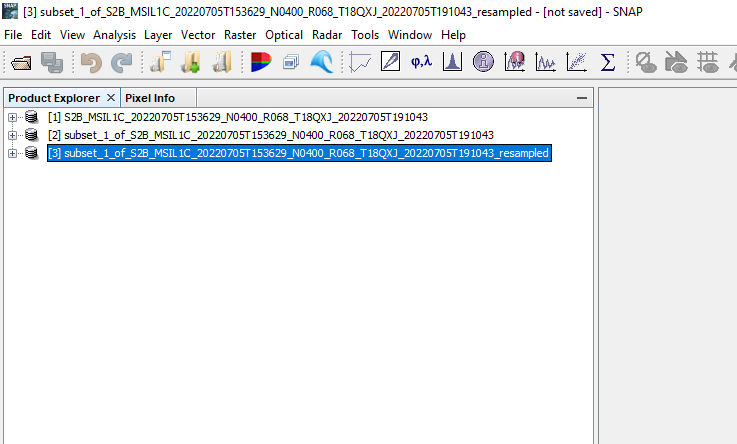 SNAP
[3] subset_1_of_S2B_MSIL1C_20220705T153629_N0400_R068_T18QXJ_20220705T191043_resampled - [not saved] - SNAP
File Edit View Analysis Layer Vector Raster Optical Radar Tools Window Help
φ,λ Σ
Product Explorer × Pixel Info
[1] S2B_MSIL1C_20220705T153629_N0400_R068_T18QXJ_20220705T191043
[2] subset_1_of_S2B_MSIL1C_20220705T153629_N0400_R068_T18QXJ_20220705T191043
[3] subset_1_of_S2B_MSIL1C_20220705T153629_N0400_R068_T18QXJ_20220705T191043_resampled